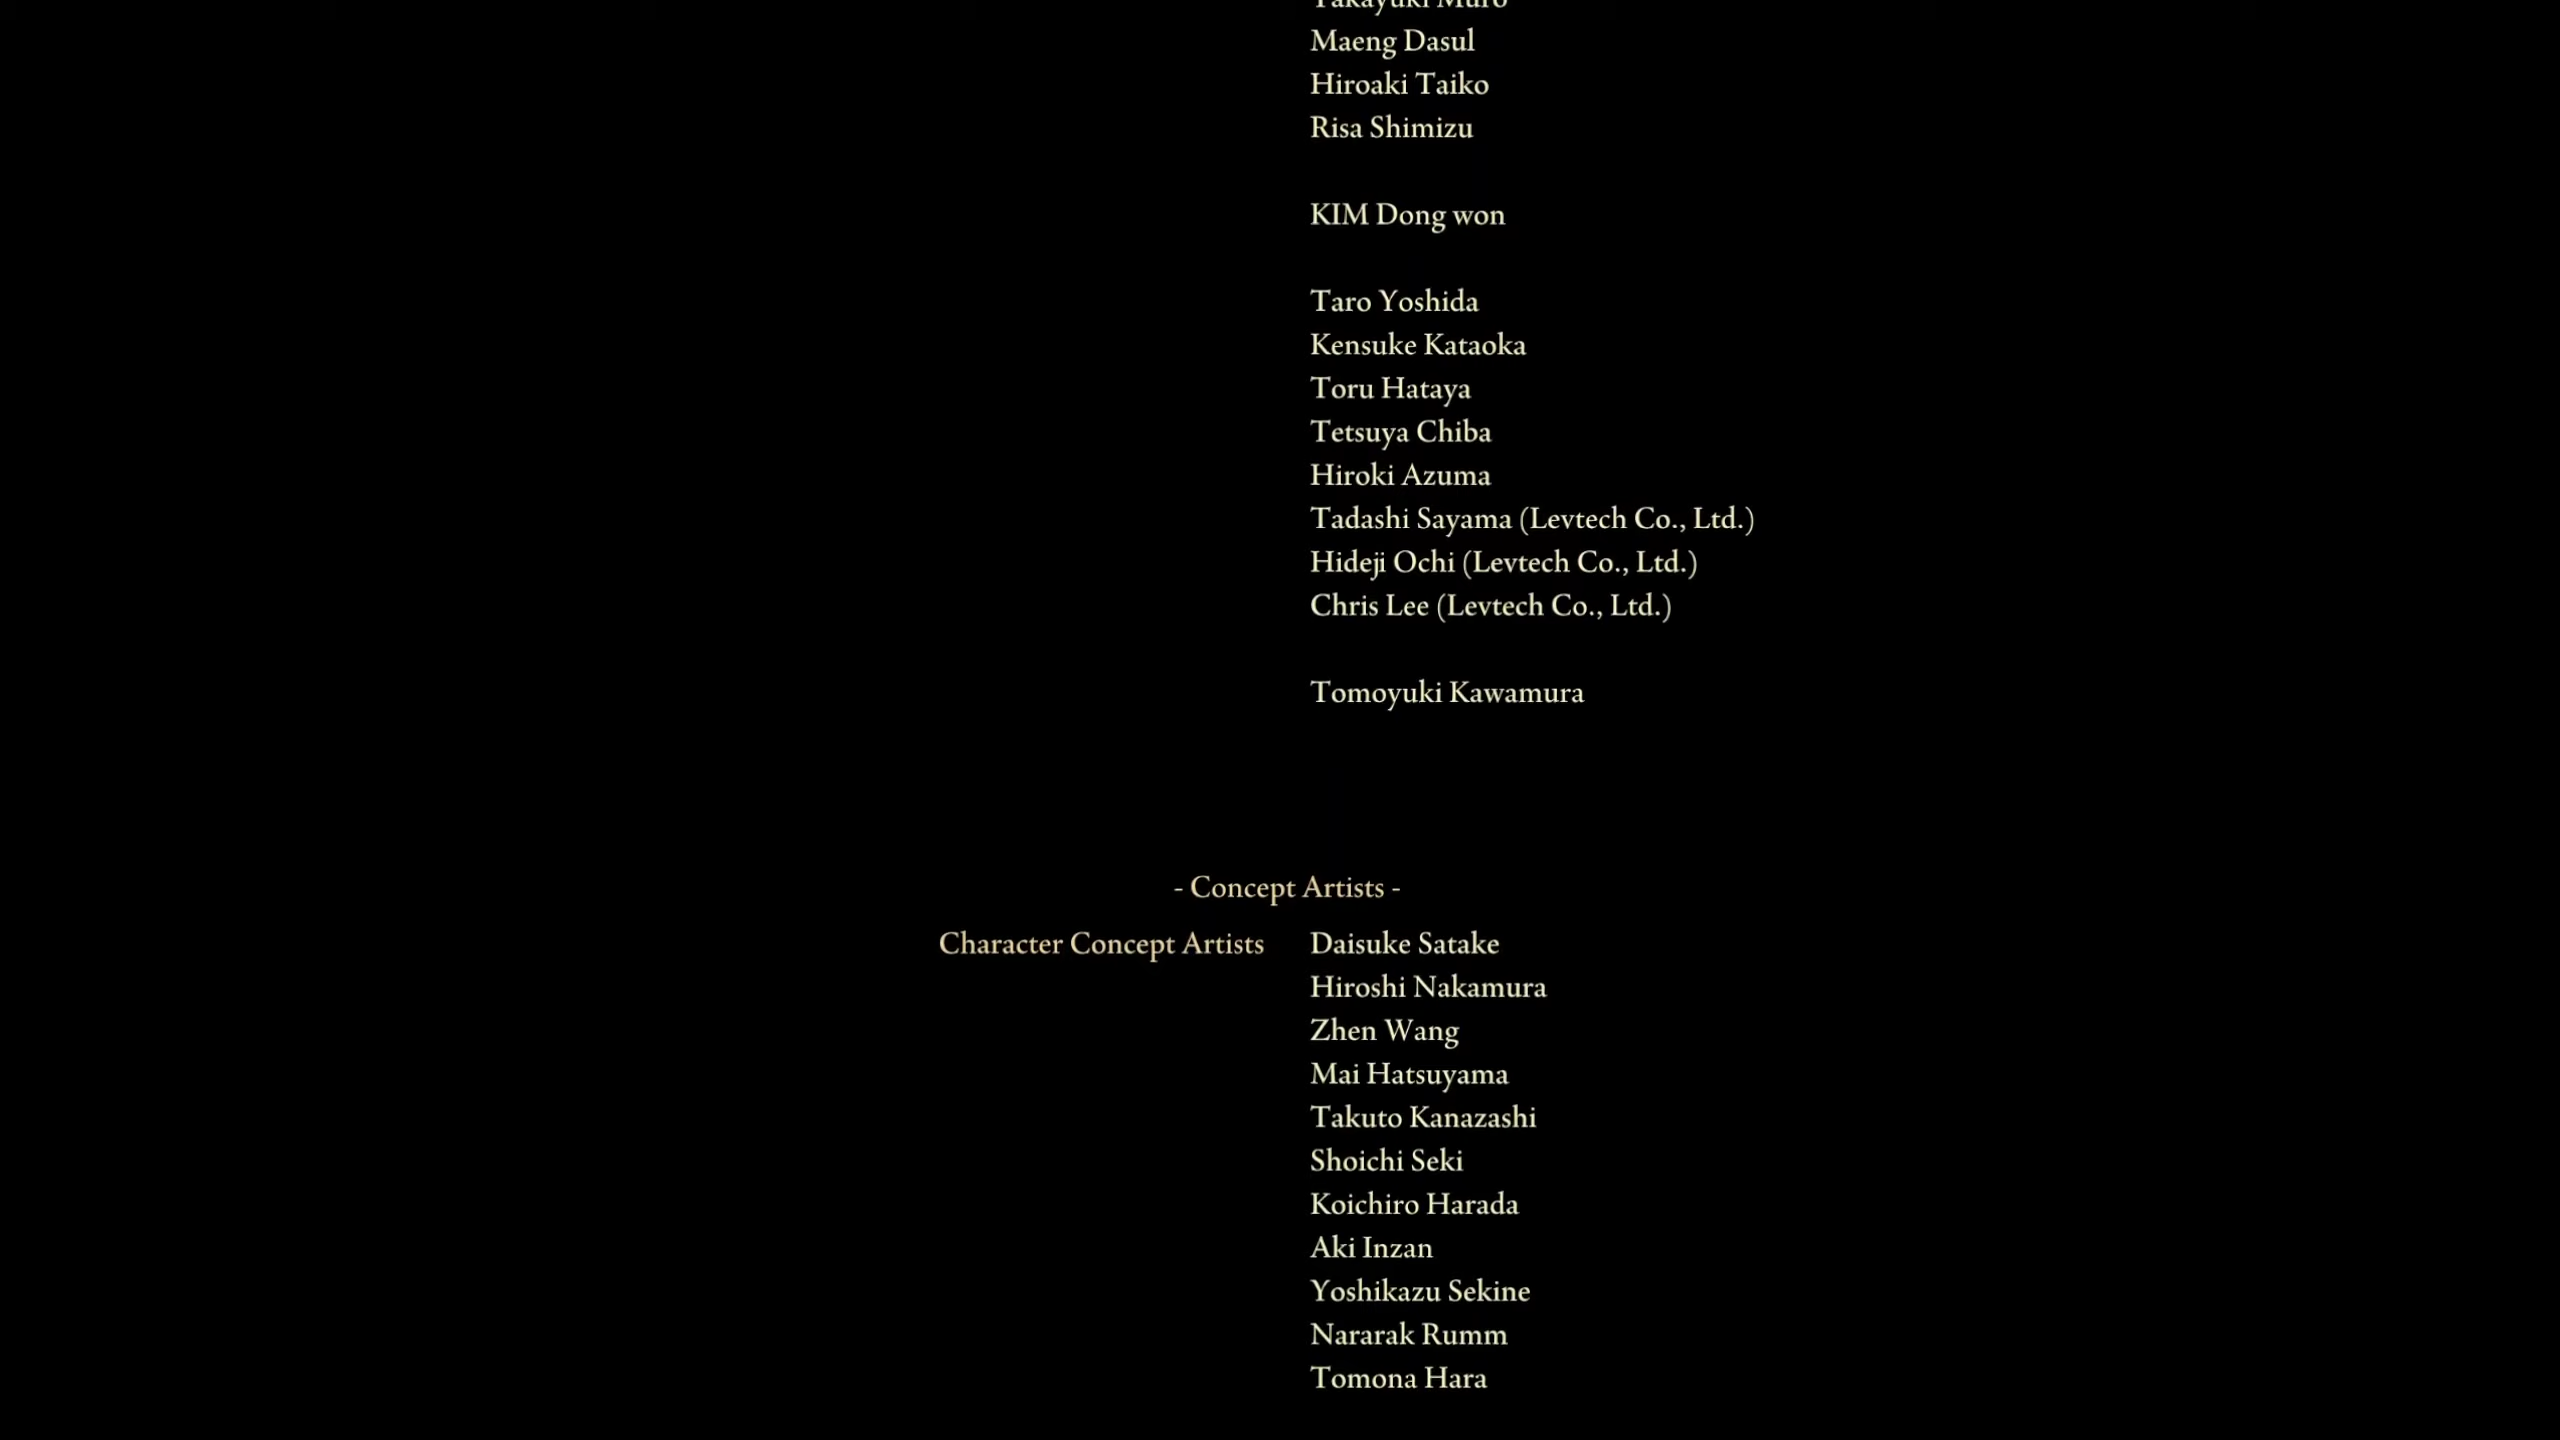 Takayuki Muro
Maeng Dasul
Hiroaki Taiko
Risa Shimizu
KIM Dong won
Taro Yoshida
Kensuke Kataoka
Toru Hataya
Tetsuya Chiba
Hiroki Azuma
Tadashi Sayama (Levtech Co., Ltd.)
Hideji Ochi (Levtech Co., Ltd.)
Chris Lee (Levtech Co., Ltd.)
Tomoyuki Kawamura
- Concept Artists -
Character Concept Artists Daisuke Satake
Hiroshi Nakamura
Zhen Wang
Mai Hatsuyama
Takuto Kanazashi
Shoichi Seki
Koichiro Harada
Aki Inzan
Yoshikazu Sekine
Nararak Rumm
Tomona Hara